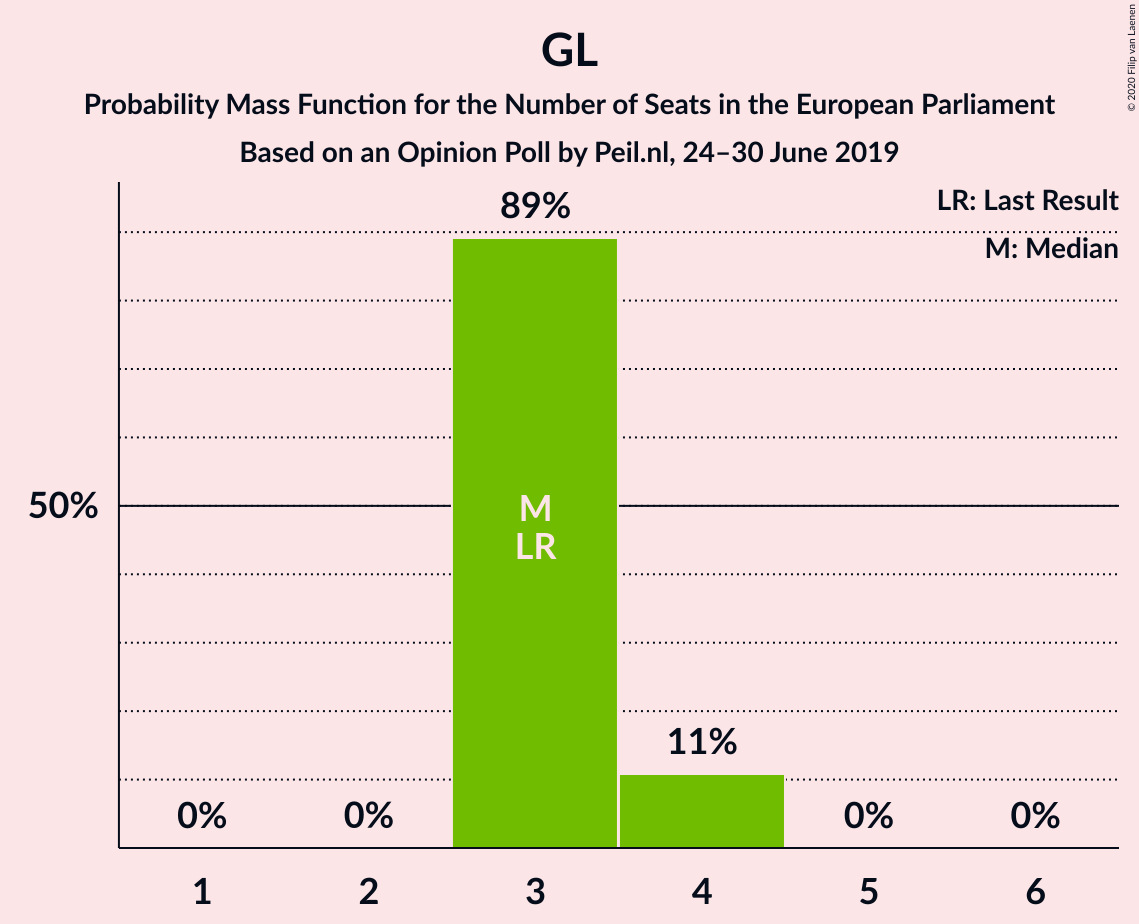 GL
Probability Mass Function for the Number of Seats in the European Parliament
Based on an Opinion Poll by Peil.nl, 24–30 June 2019
© 2020 Filip van Laenen
LR: Last Result
M: Median
89%
50%
M
LR
11%
0%
0%
0%
0%
1
2
3
4
5
6